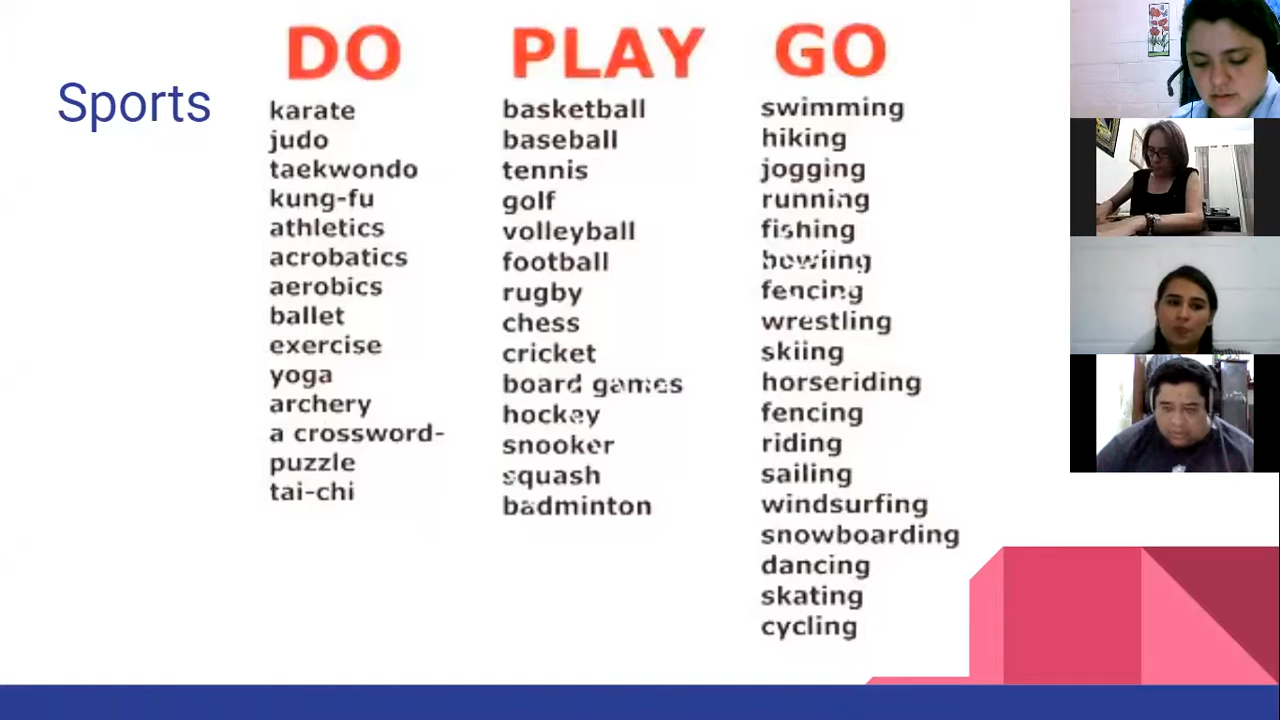 Sports
DO
karate
judo
taekwondo
kung-fu
athletics
acrobatics
aerobics
ballet
exercise
yoga
archery
a crossword-
puzzle
tai-chi
PLAY
basketball
baseball
tennis
golf
volleyball
football
rugby
chess
cricket
board games
hockey
snooker
squash
badminton
GO
swimming
hiking
jogging
running
fishing
bowling
fencing
wrestling
skiing
horseriding
fencing
riding
sailing
windsurfing
snowboarding
dancing
skating
cycling